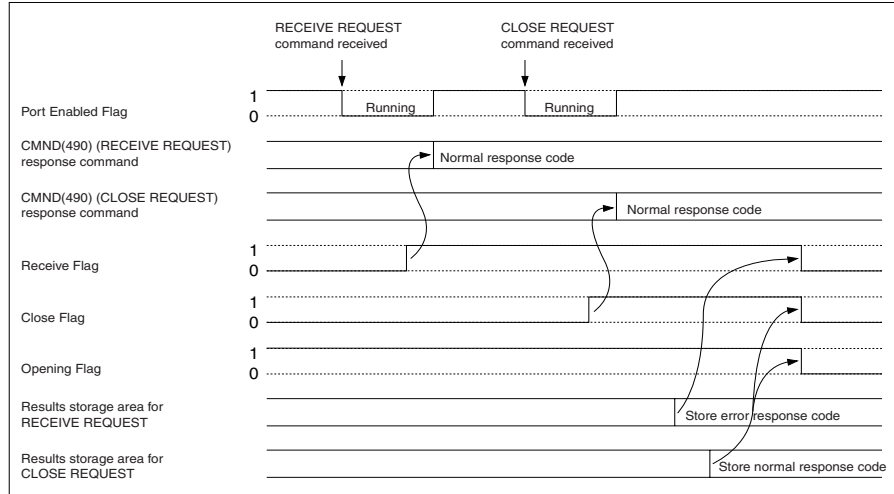 RECEIVE REQUEST
command received
CLOSE REQUEST
command received
Port Enabled Flag
1
0
Running
Running
CMND(490) (RECEIVE REQUEST)
response command
Normal response code
CMND(490) (CLOSE REQUEST)
response command
Normal response code
Receive Flag
1
0
Close Flag
1
0
Opening Flag
1
0
Results storage area for
RECEIVE REQUEST
Store error response code
Results storage area for
CLOSE REQUEST
Store normal response code